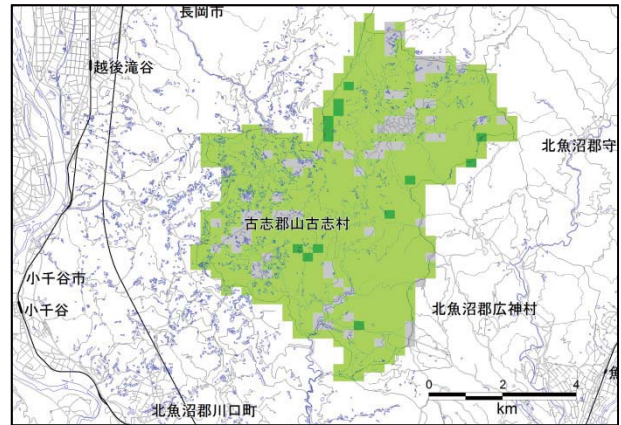 長岡市
越後滝谷
北魚沼郡守
古志郡山古志村
小千谷市
小千谷
北魚沼郡広神村
魚
北魚沼郡川口町
0 2 4
km